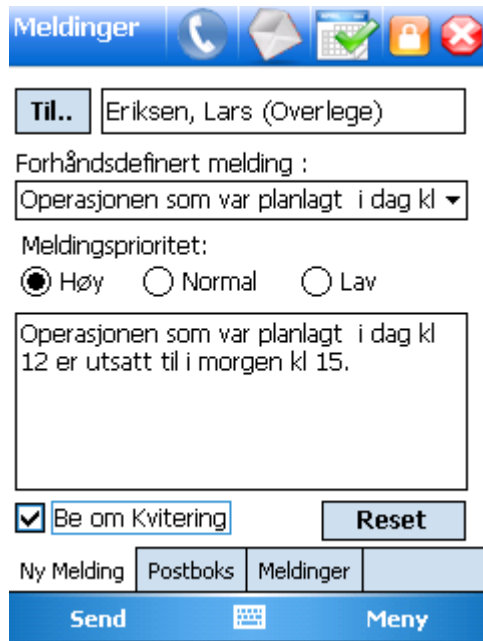 Meldinger
Til.. Eriksen, Lars (Overlege)
Forhåndsdefinert melding :
Operasjonen som var planlagt i dag kl
Meldingsprioritet:
Høy Normal Lav
Operasjonen som var planlagt i dag kl
12 er utsatt til i morgen kl 15.
Be om Kvitering Reset
Ny Melding Postboks Meldinger
Send Meny